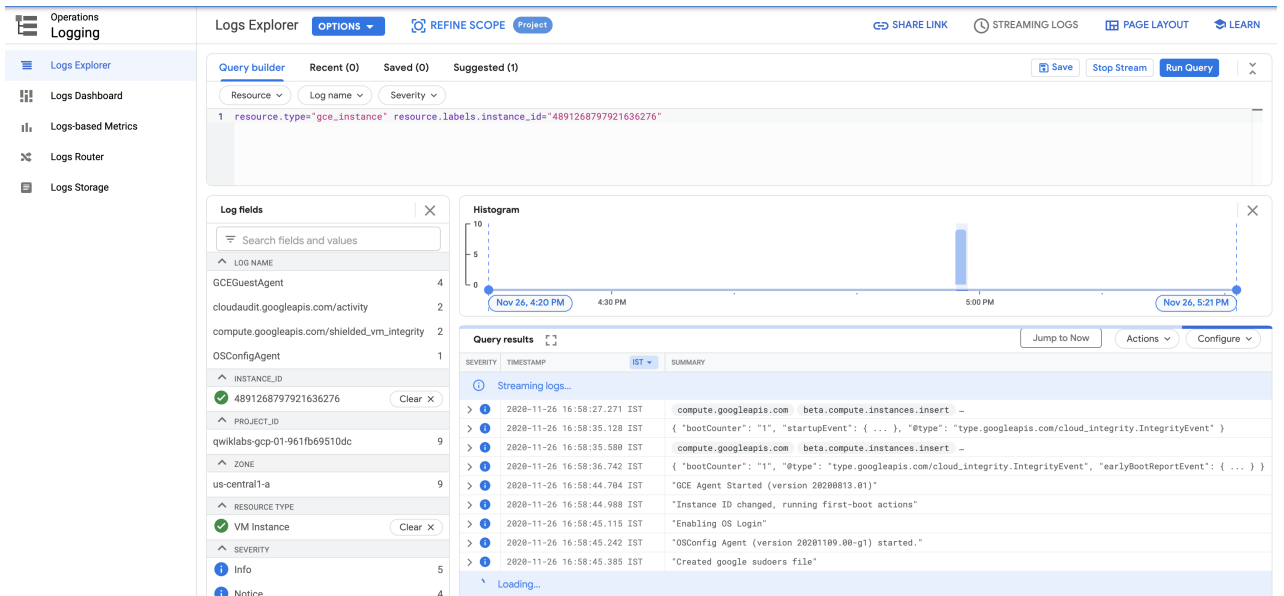 Operations
Logging
Logs Explorer
Logs Dashboard
Logs-based Metrics
Logs Router
Logs Storage
Logs Explorer OPTIONS REFINE SCOPE Project SHARE LINK STREAMING LOGS PAGE LAYOUT LEARN
Query builder Recent (0) Saved (0) Suggested (1) Save Stop Stream Run Query
Resource Log name Severity
1 resource.type="gce_instance" resource.labels.instance_id="4891268797921636276"
Log fields
Search fields and values
LOG NAME
GCEGuestAgent 4
cloudaudit.googleapis.com/activity 2
compute.googleapis.com/shielded_vm_integrity 2
OSConfigAgent 1
INSTANCE_ID
4891268797921636276 Clear X
PROJECT_ID
qwiklabs-gcp-01-961fb69510dc 9
ZONE
us-central1-a 9
RESOURCE TYPE
VM Instance Clear X
SEVERITY
Info 5
Notice 4
Histogram
10
5
0
Nov 26, 4:20 PM 4:30 PM 5:00 PM Nov 26, 5:21 PM
Query results Jump to Now Actions Configure
SEVERITY TIMESTAMP IST SUMMARY
Streaming logs...
2020-11-26 16:58:27.271 IST compute.googleapis.com beta.compute.instances.insert …
2020-11-26 16:58:35.128 IST { "bootCounter": "1", "startupEvent": { ... }, "@type": "type.googleapis.com/cloud_integrity.IntegrityEvent" }
2020-11-26 16:58:35.580 IST compute.googleapis.com beta.compute.instances.insert …
2020-11-26 16:58:36.742 IST { "bootCounter": "1", "@type": "type.googleapis.com/cloud_integrity.IntegrityEvent", "earlyBootReportEvent": { ... } }
2020-11-26 16:58:44.704 IST "GCE Agent Started (version 20200813.01)"
2020-11-26 16:58:44.988 IST "Instance ID changed, running first-boot actions"
2020-11-26 16:58:45.115 IST "Enabling OS Login"
2020-11-26 16:58:45.242 IST "OSConfig Agent (version 20201109.00-g1) started."
2020-11-26 16:58:45.385 IST "Created google sudoers file"
Loading...